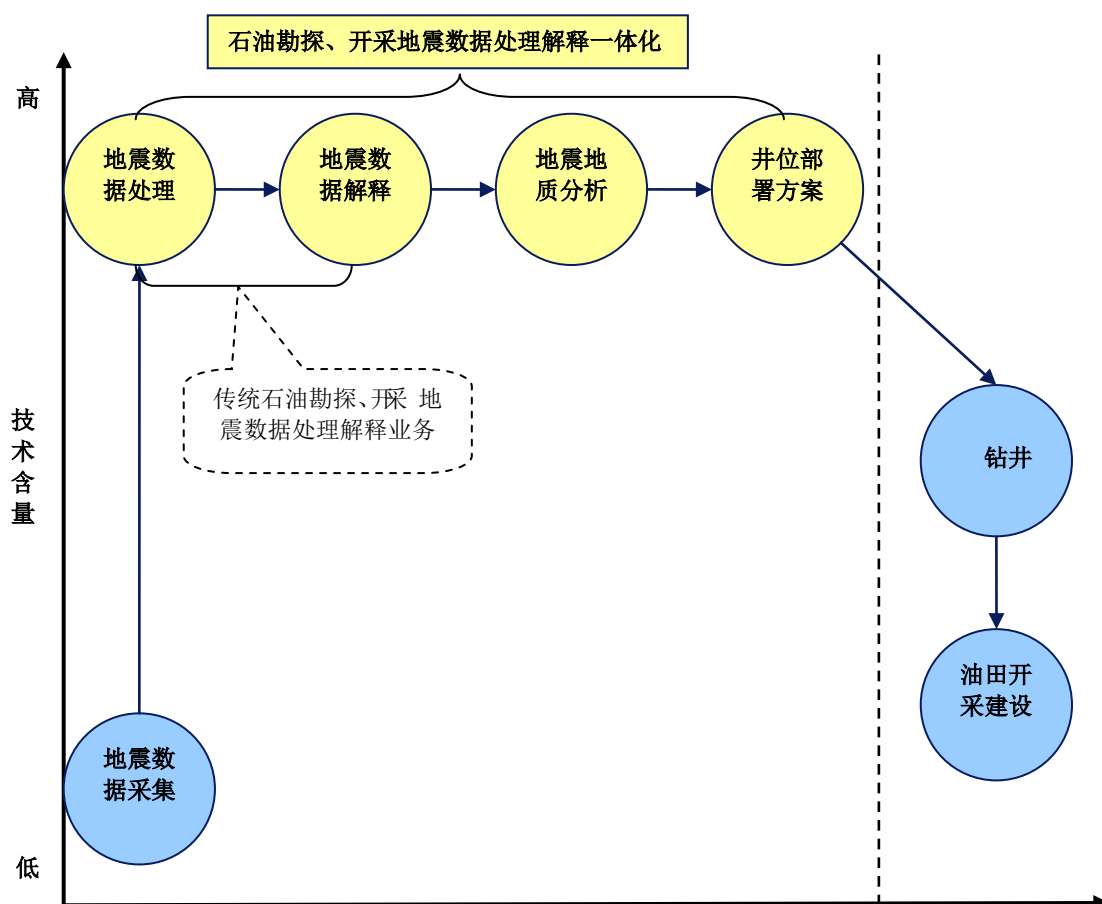 石油勘探、开采地震数据处理解释一体化
高
地震数
据处理
地震数
据解释
地震地
质分析
井位部
署方案
传统石油勘探、开采 地
震数据处理解释业务
技
术
含
量
钻井
油田开
采建设
地震数
据采集
低